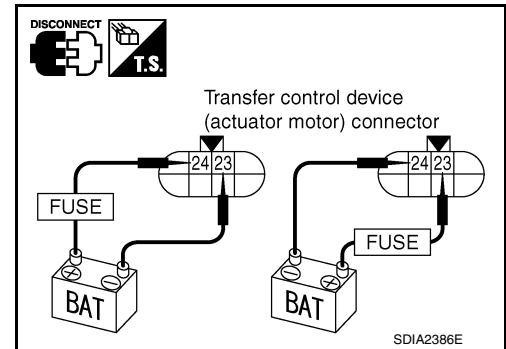 DISCONNECT
T.S.
Transfer control device
(actuator motor) connector
24 23
24 23
FUSE
FUSE
+ −
− +
BAT
BAT
SDIA2386E